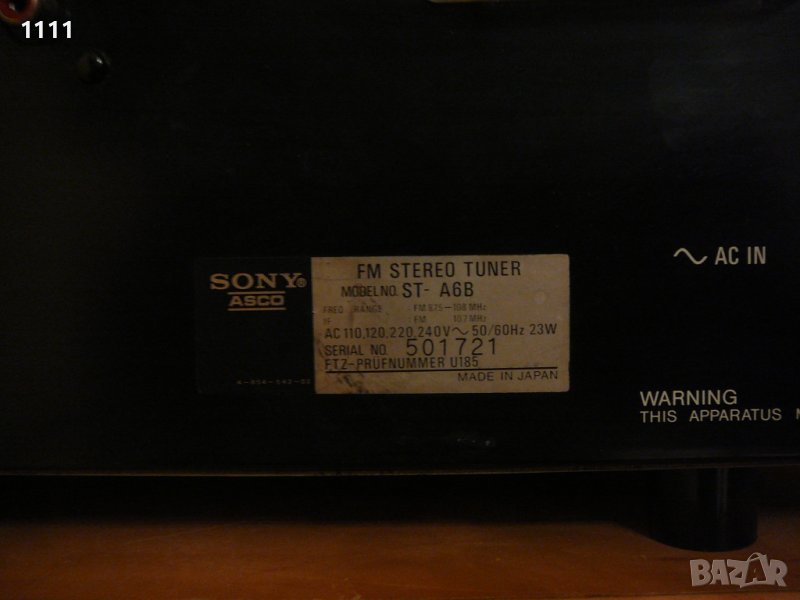 1111
SONY®
ASCO
FM STEREO TUNER
MODEL NO. ST- A6B
FREQ RANGE FM 87.5-108 MHz
IF FM 10.7 MHz
AC 110,120,220,240V ~ 50/60Hz 23W
SERIAL NO. 501721
FTZ-PRÜFNUMMER U185
MADE IN JAPAN
~ AC IN
WARNING
THIS APPARATUS M
BAZAR